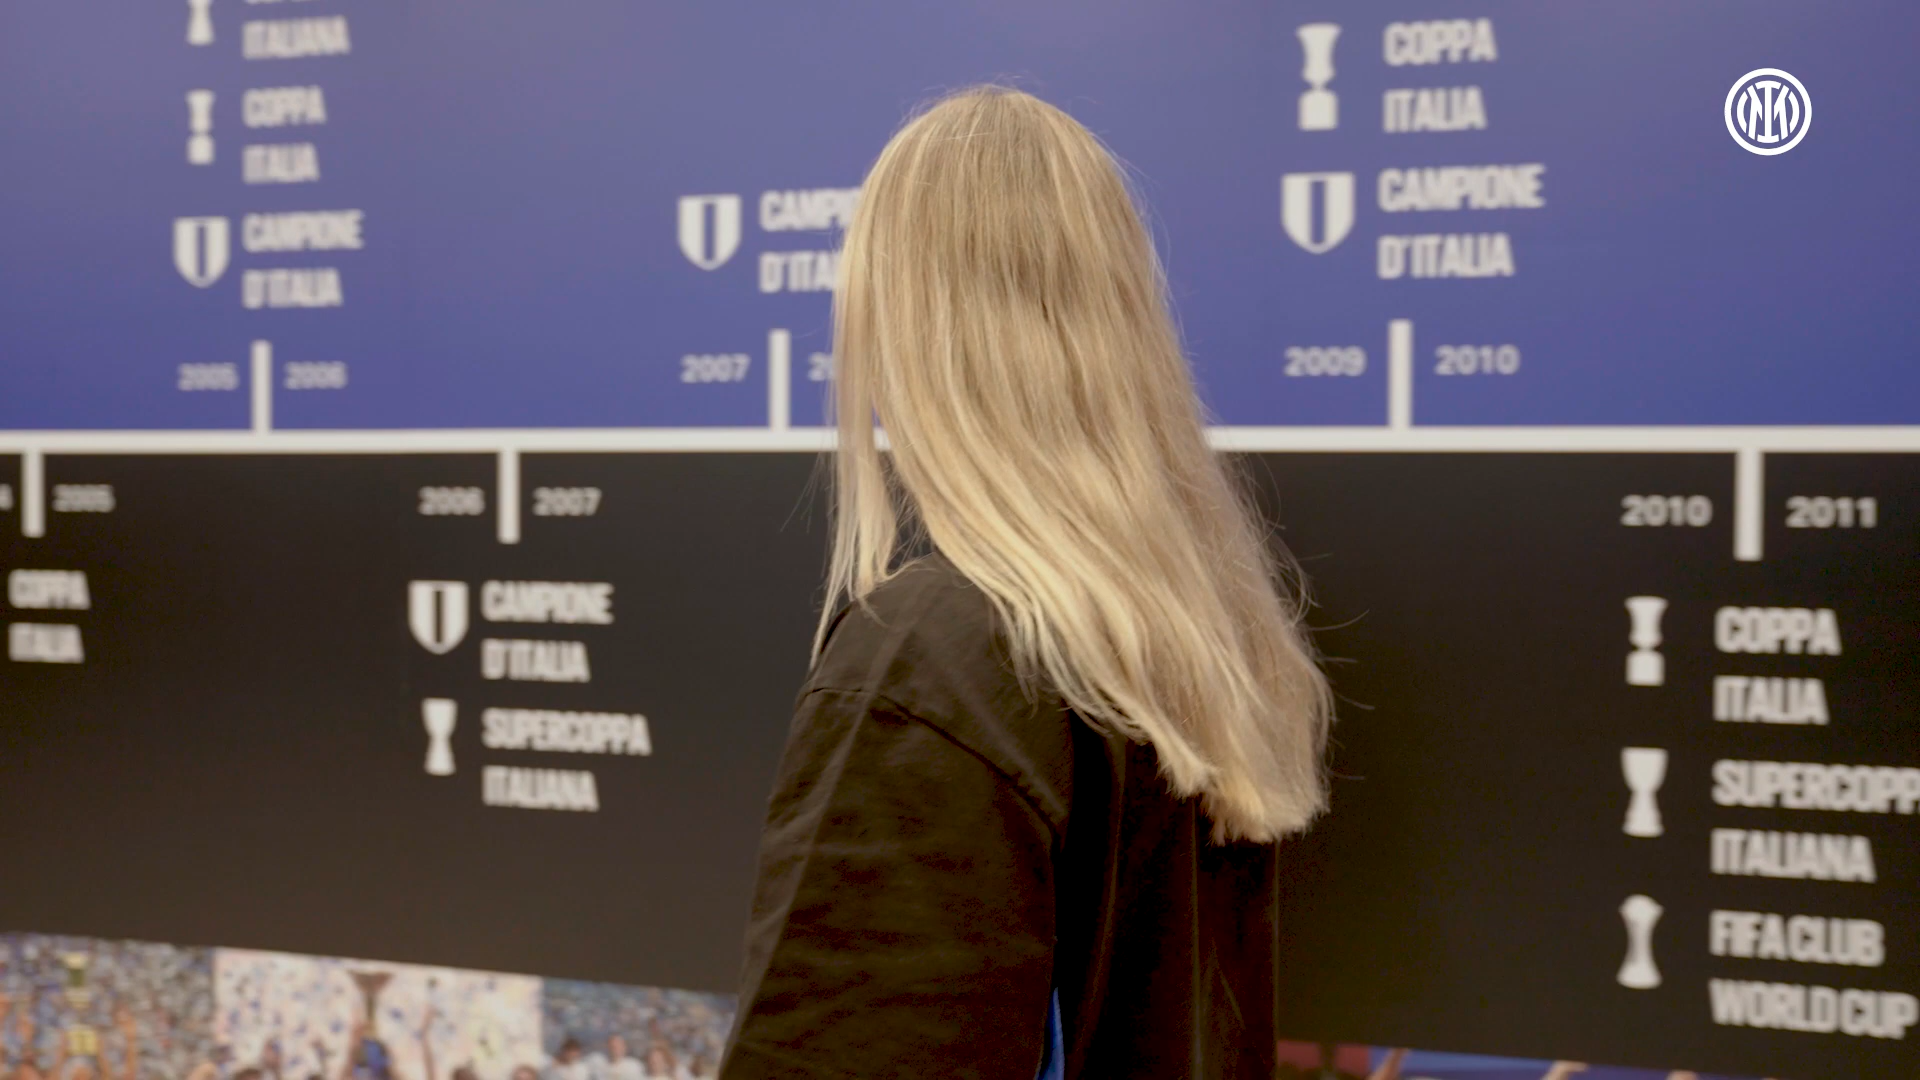 ITALIANA
COPPA
ITALIA
CAMPIONE
D'ITALIA
2005 2006
D'ITA
2007
COPPA
ITALIA
CAMPIONE
D'ITALIA
2009 2010
2005
COPPA
ITALIA
2006 2007
CAMPIONE
D'ITALIA
SUPERCOPPA
ITALIANA
2010 2011
COPPA
ITALIA
SUPERCOPP
ITALIANA
FIFA CLUB
WORLD CUP